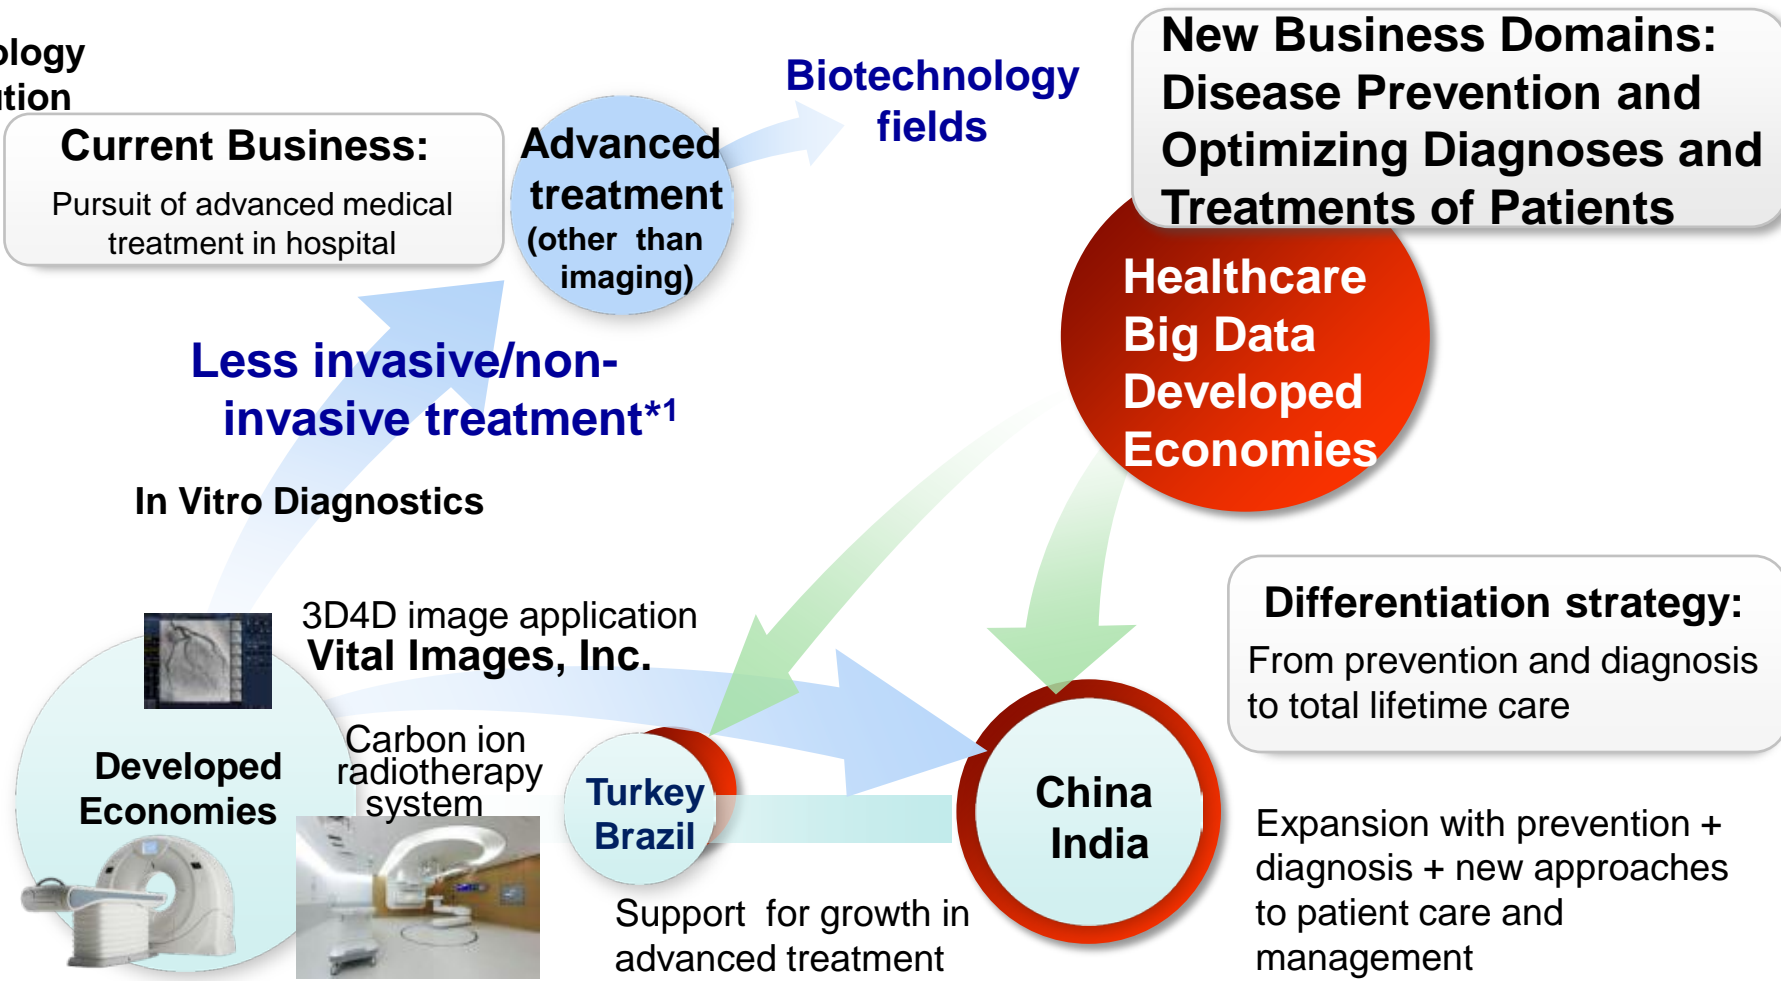 Current Business:
Pursuit of advanced medical
treatment in hospital
Advanced
treatment
(other than
imaging)
Biotechnology
fields
New Business Domains:
Disease Prevention and
Optimizing Diagnoses and
Treatments of Patients
Healthcare
Big Data
Developed
Economies
Less invasive/non-
invasive treatment*1
In Vitro Diagnostics
3D4D image application
Vital Images, Inc.
Developed
Economies
Carbon ion
radiotherapy
system
Turkey
Brazil
China
India
Support for growth in
advanced treatment
Differentiation strategy:
From prevention and diagnosis
to total lifetime care
Expansion with prevention +
diagnosis + new approaches
to patient care and
management